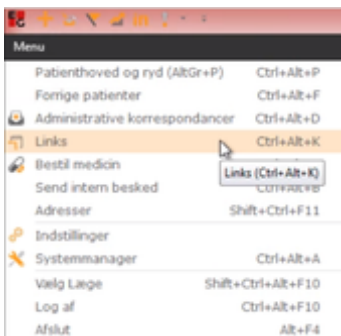 Menu
Patienthoved og ryd (AltGr+P) Ctrl+Alt+P
Forrige patienter Ctrl+Alt+F
Administrative korrespondancer Ctrl+Alt+D
Links Ctrl+Alt+K
Bestil medicin
Links (Ctrl+Alt+K)
Send intern besked Ctrl+Alt+B
Adresser Shift+Ctrl+F11
Indstillinger
Systemmanager Ctrl+Alt+A
Vælg Læge Shift+Ctrl+Alt+F10
Log af Ctrl+Alt+F10
Afslut Alt+F4